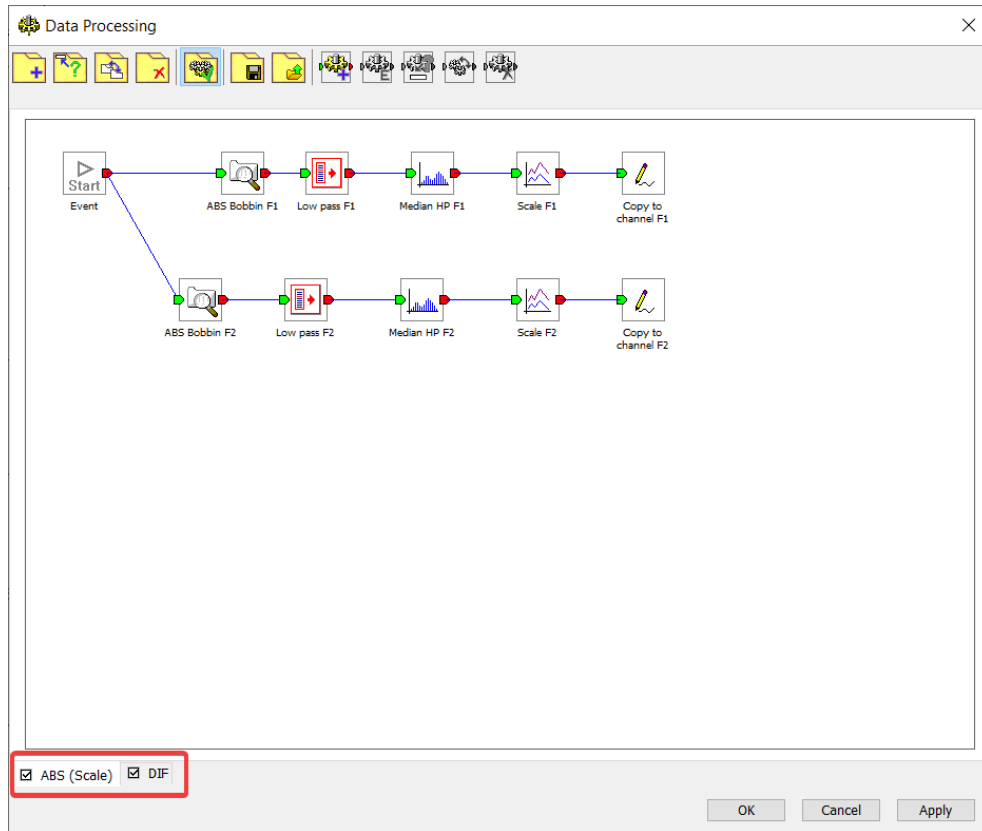 Data Processing
Start
Event
ABS Bobbin F1
Low pass F1
Median HP F1
Scale F1
Copy to
channel F1
ABS Bobbin F2
Low pass F2
Median HP F2
Scale F2
Copy to
channel F2
ABS (Scale)
DIF
OK
Cancel
Apply